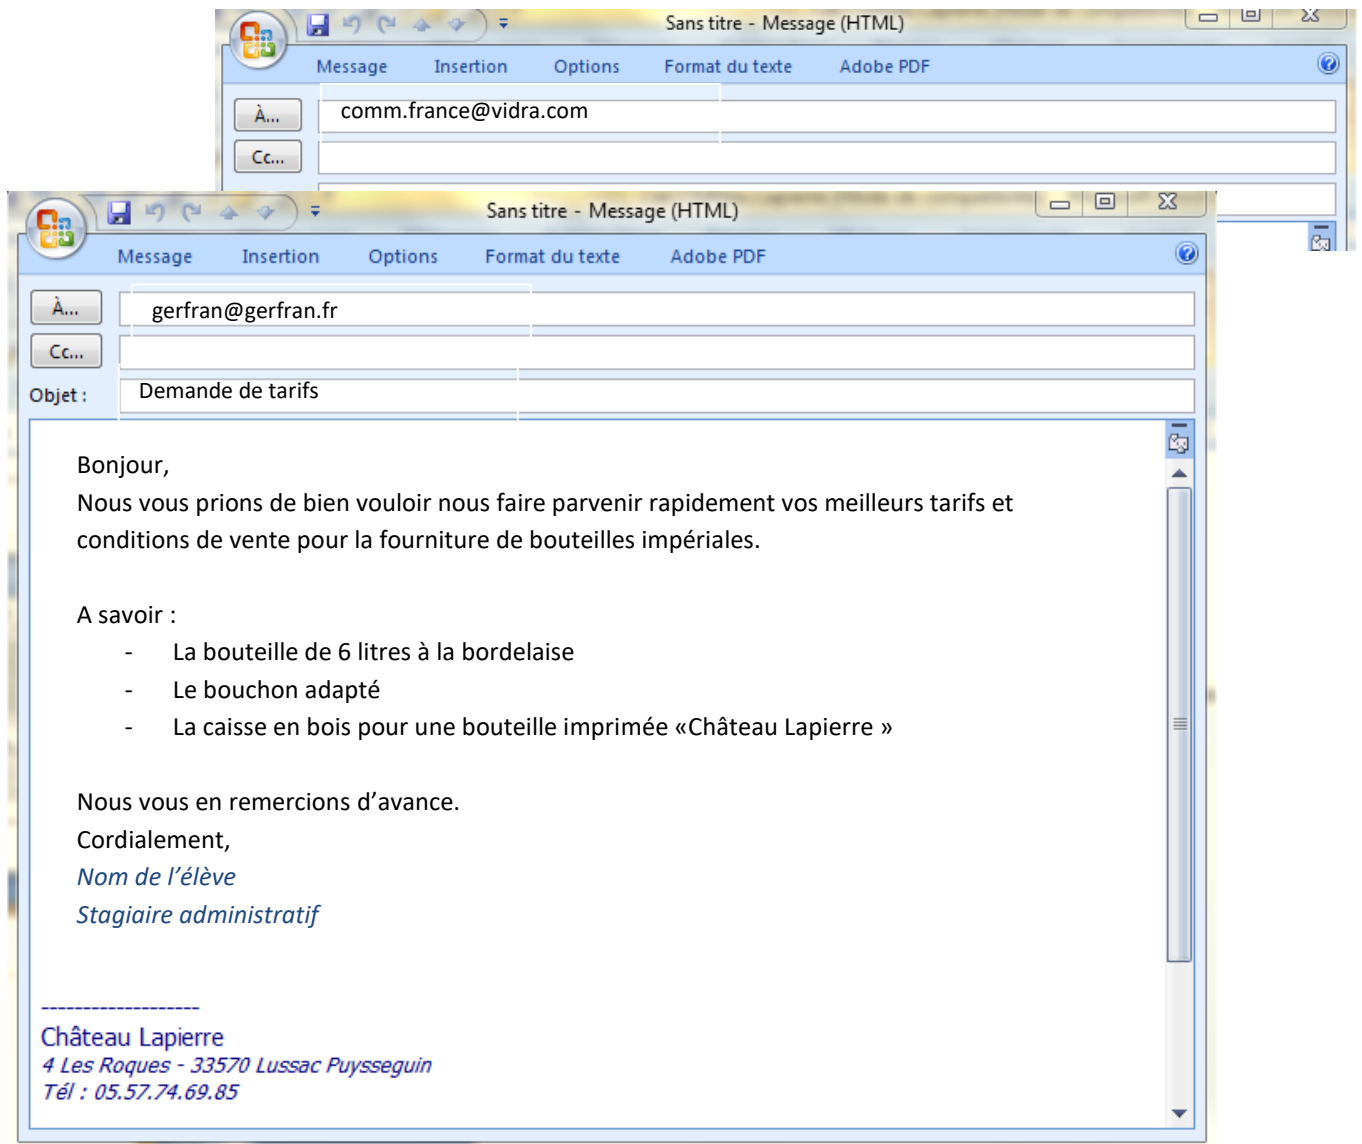 Sans titre - Message (HTML)
Message Insertion Options Format du texte Adobe PDF
À... comm.france@vidra.com
Cc...
Sans titre - Message (HTML)
Message Insertion Options Format du texte Adobe PDF
À... gerfran@gerfran.fr
Cc...
Objet : Demande de tarifs
Bonjour,
Nous vous prions de bien vouloir nous faire parvenir rapidement vos meilleurs tarifs et
conditions de vente pour la fourniture de bouteilles impériales.
A savoir :
- La bouteille de 6 litres à la bordelaise
- Le bouchon adapté
- La caisse en bois pour une bouteille imprimée «Château Lapierre »
Nous vous en remercions d’avance.
Cordialement,
Nom de l’élève
Stagiaire administratif
-------------------
Château Lapierre
4 Les Roques - 33570 Lussac Puysseguin
Tél : 05.57.74.69.85